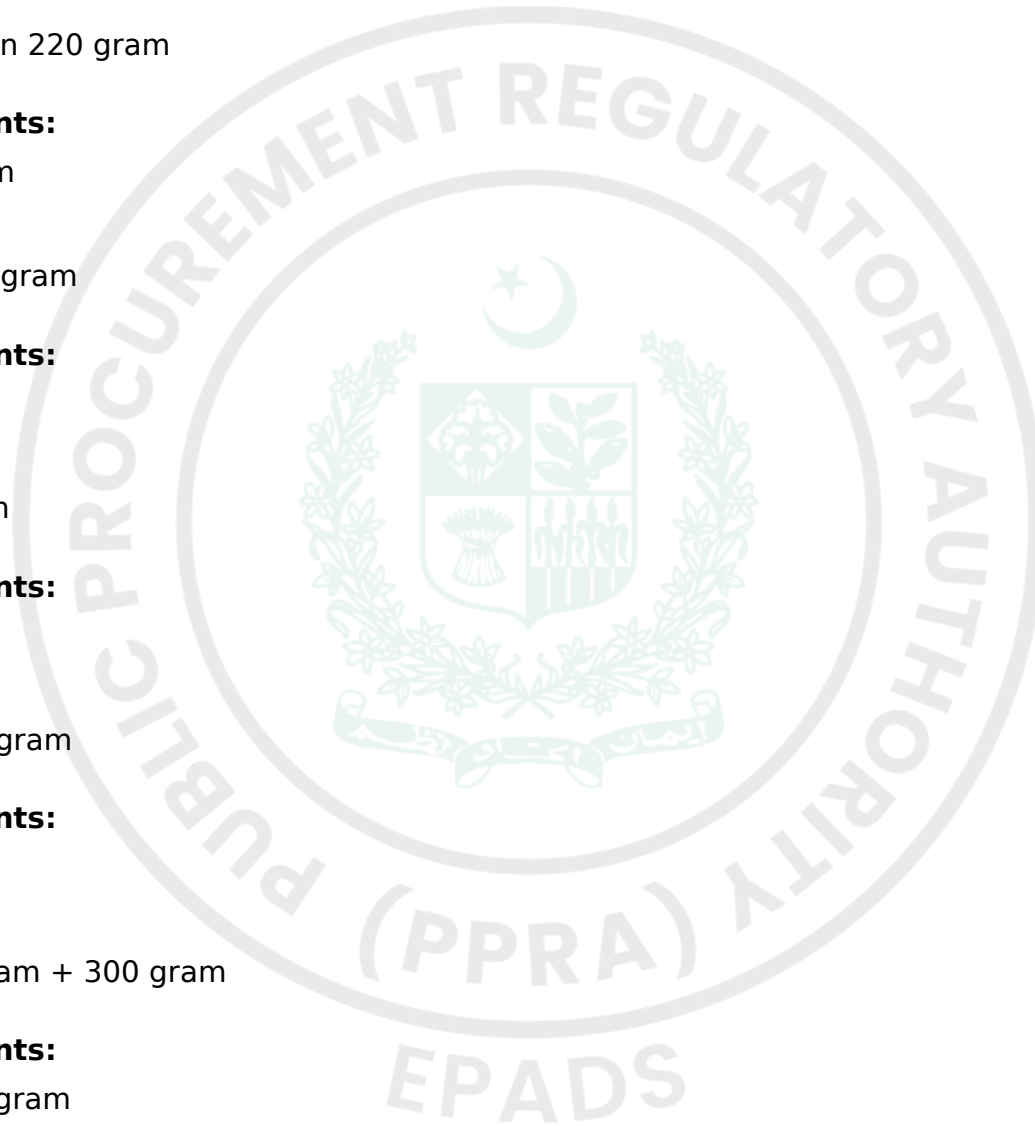 n 220 gram
nts:
m
gram
nts:
n
nts:
gram
nts:
am + 300 gram
nts:
gram
PUBLIC PROCUREMENT REGULATORY AUTHORITY
(PPRA)
EPADS